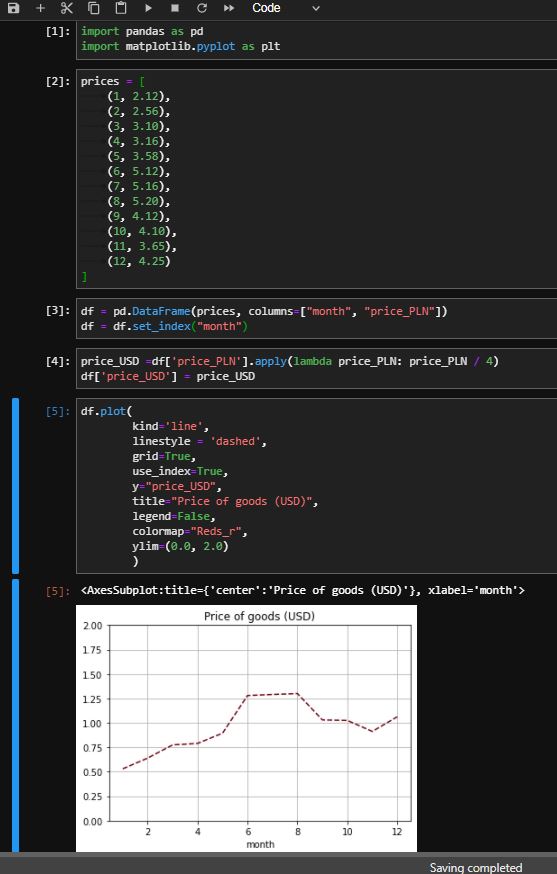 Code
[1]: import pandas as pd
import matplotlib.pyplot as plt
[2]: prices = [
(1, 2.12),
(2, 2.56),
(3, 3.10),
(4, 3.16),
(5, 3.58),
(6, 5.12),
(7, 5.16),
(8, 5.20),
(9, 4.12),
(10, 4.10),
(11, 3.65),
(12, 4.25)
]
[3]: df = pd.DataFrame(prices, columns=["month", "price_PLN"])
df = df.set_index("month")
[4]: price_USD =df['price_PLN'].apply(lambda price_PLN: price_PLN / 4)
df['price_USD'] = price_USD
[5]: df.plot(
kind='line',
linestyle = 'dashed',
grid=True,
use_index=True,
y="price_USD",
title="Price of goods (USD)",
legend=False,
colormap="Reds_r",
ylim=(0.0, 2.0)
)
[5]: <AxesSubplot:title={'center':'Price of goods (USD)'}, xlabel='month'>
Price of goods (USD)
2.00
1.75
1.50
1.25
1.00
0.75
0.50
0.25
0.00
2 4 6 8 10 12
month
Saving completed